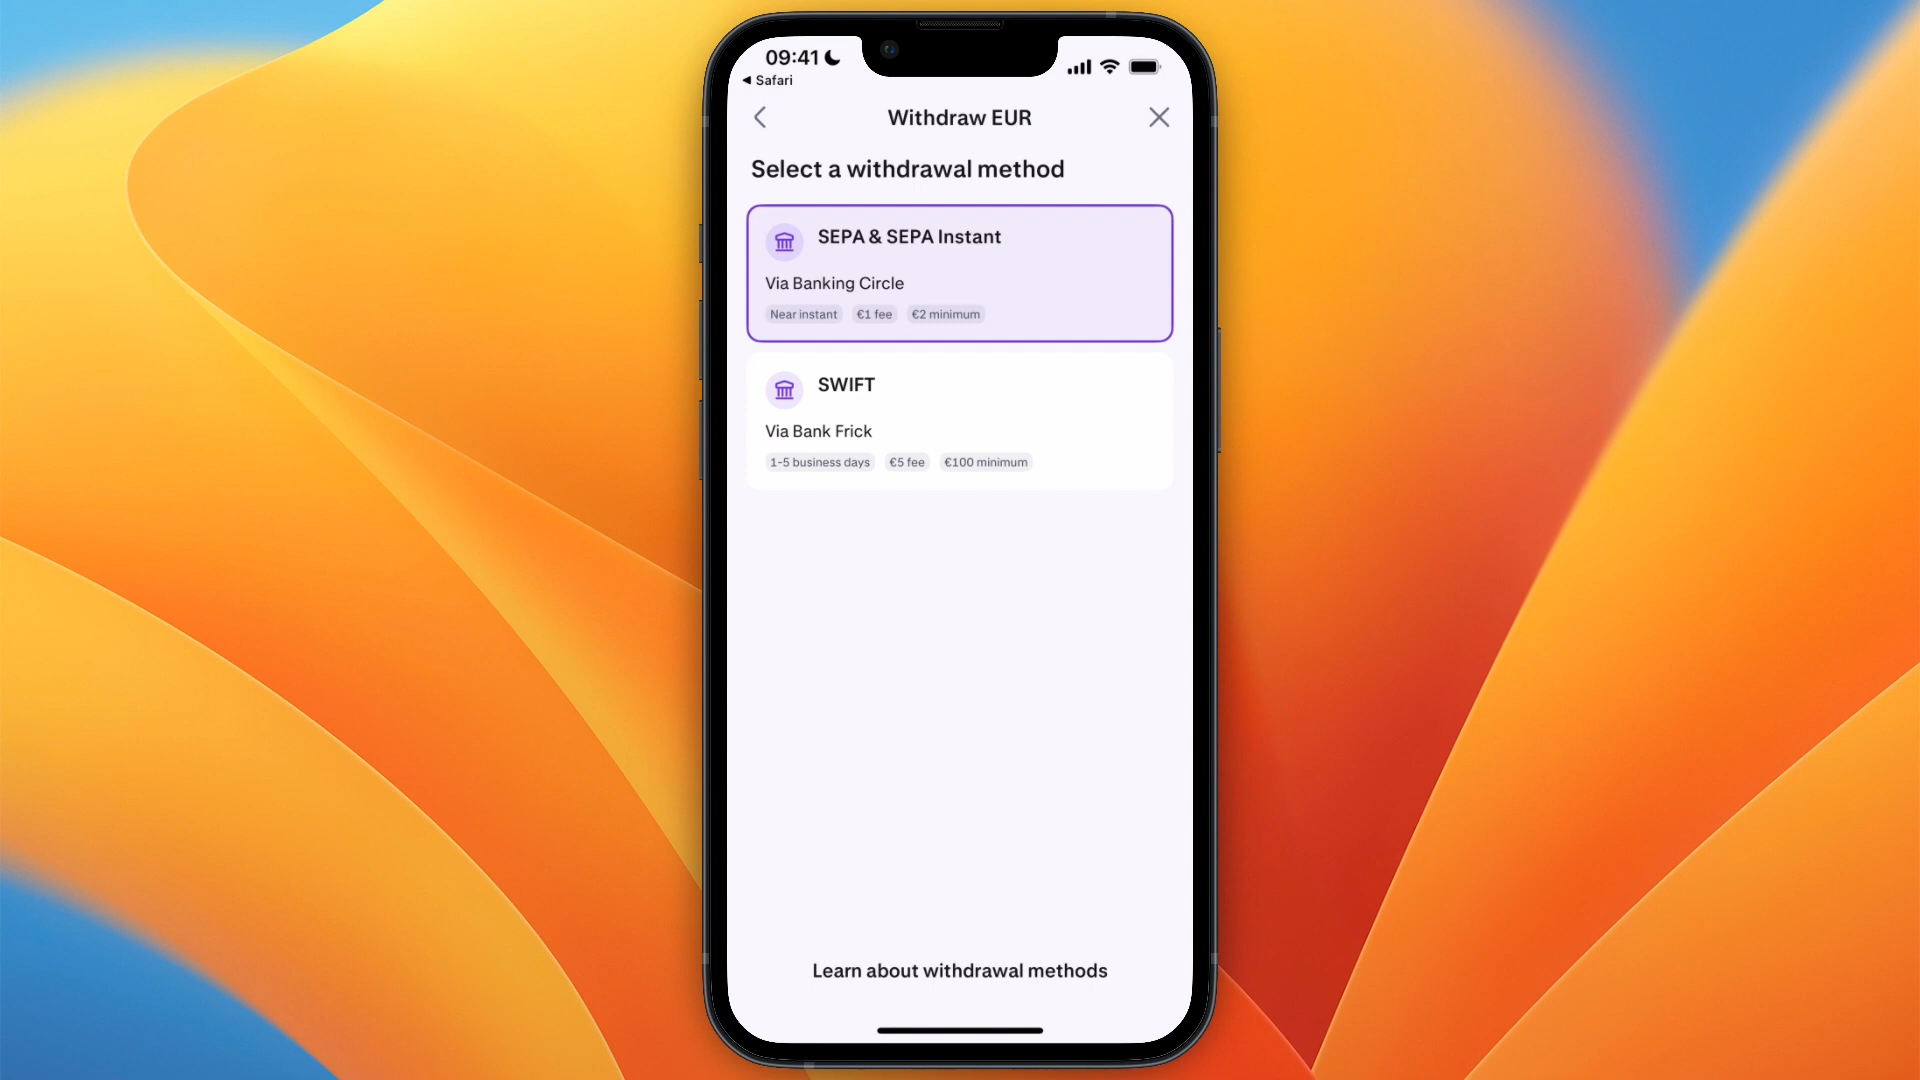 09:41
◀ Safari
Withdraw EUR
Select a withdrawal method
SEPA & SEPA Instant
Via Banking Circle
Near instant €1 fee €2 minimum
SWIFT
Via Bank Frick
1-5 business days €5 fee €100 minimum
Learn about withdrawal methods